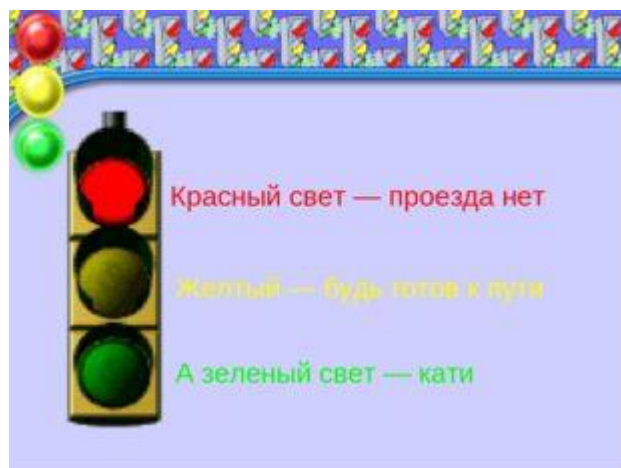 Красный свет — проезда нет
Желтый — будь готов к пути
А зеленый свет — кати